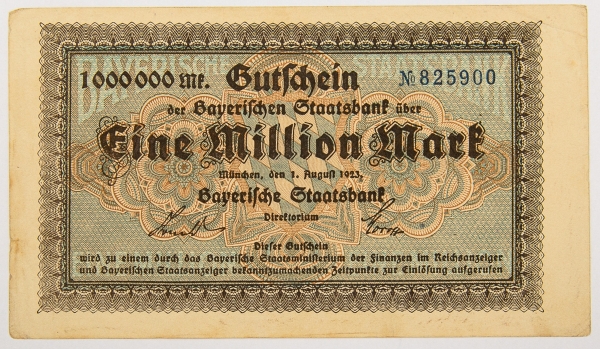 BAYERISCHE STAATSBANK
1000000 Mk. Gutschein № 825900
der Bayerischen Staatsbank über
Eine Million Mark
München, den 1. August 1923.
Bayerische Staatsbank
Direktorium
Dieser Gutschein
wird zu einem durch das Bayerische Staatsministerium der Finanzen im Reichsanzeiger
und Bayerischen Staatsanzeiger bekanntzumachenden Zeitpunkte zur Einlösung aufgerufen